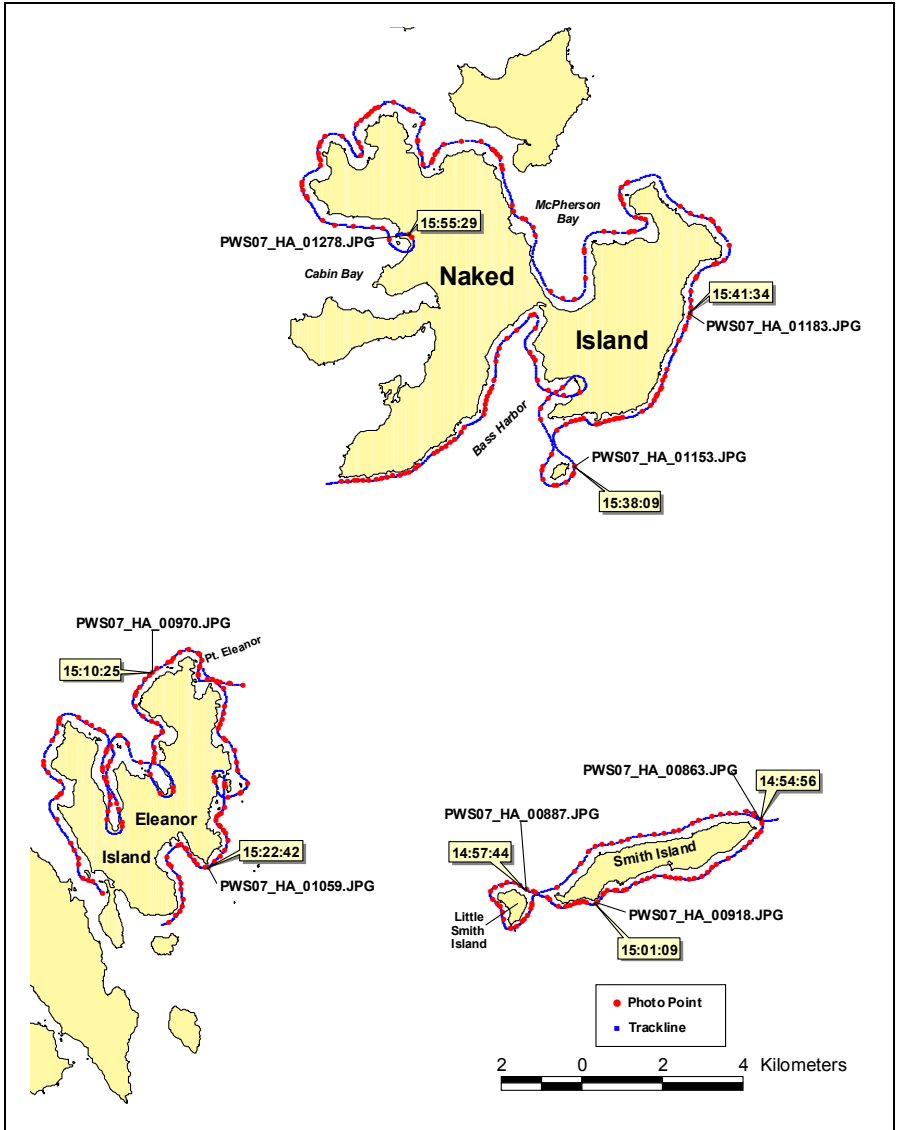 McPherson
Bay
15:55:29
PWS07_HA_01278.JPG
Cabin Bay
Naked
15:41:34
PWS07_HA_01183.JPG
Island
Bass Harbor
PWS07_HA_01153.JPG
15:38:09
PWS07_HA_00970.JPG
Pt. Eleanor
15:10:25
Eleanor
Island
15:22:42
PWS07_HA_01059.JPG
PWS07_HA_00863.JPG
14:54:56
PWS07_HA_00887.JPG
14:57:44
Smith Island
Little
Smith
Island
PWS07_HA_00918.JPG
15:01:09
Photo Point
Trackline
2 0 2 4 Kilometers